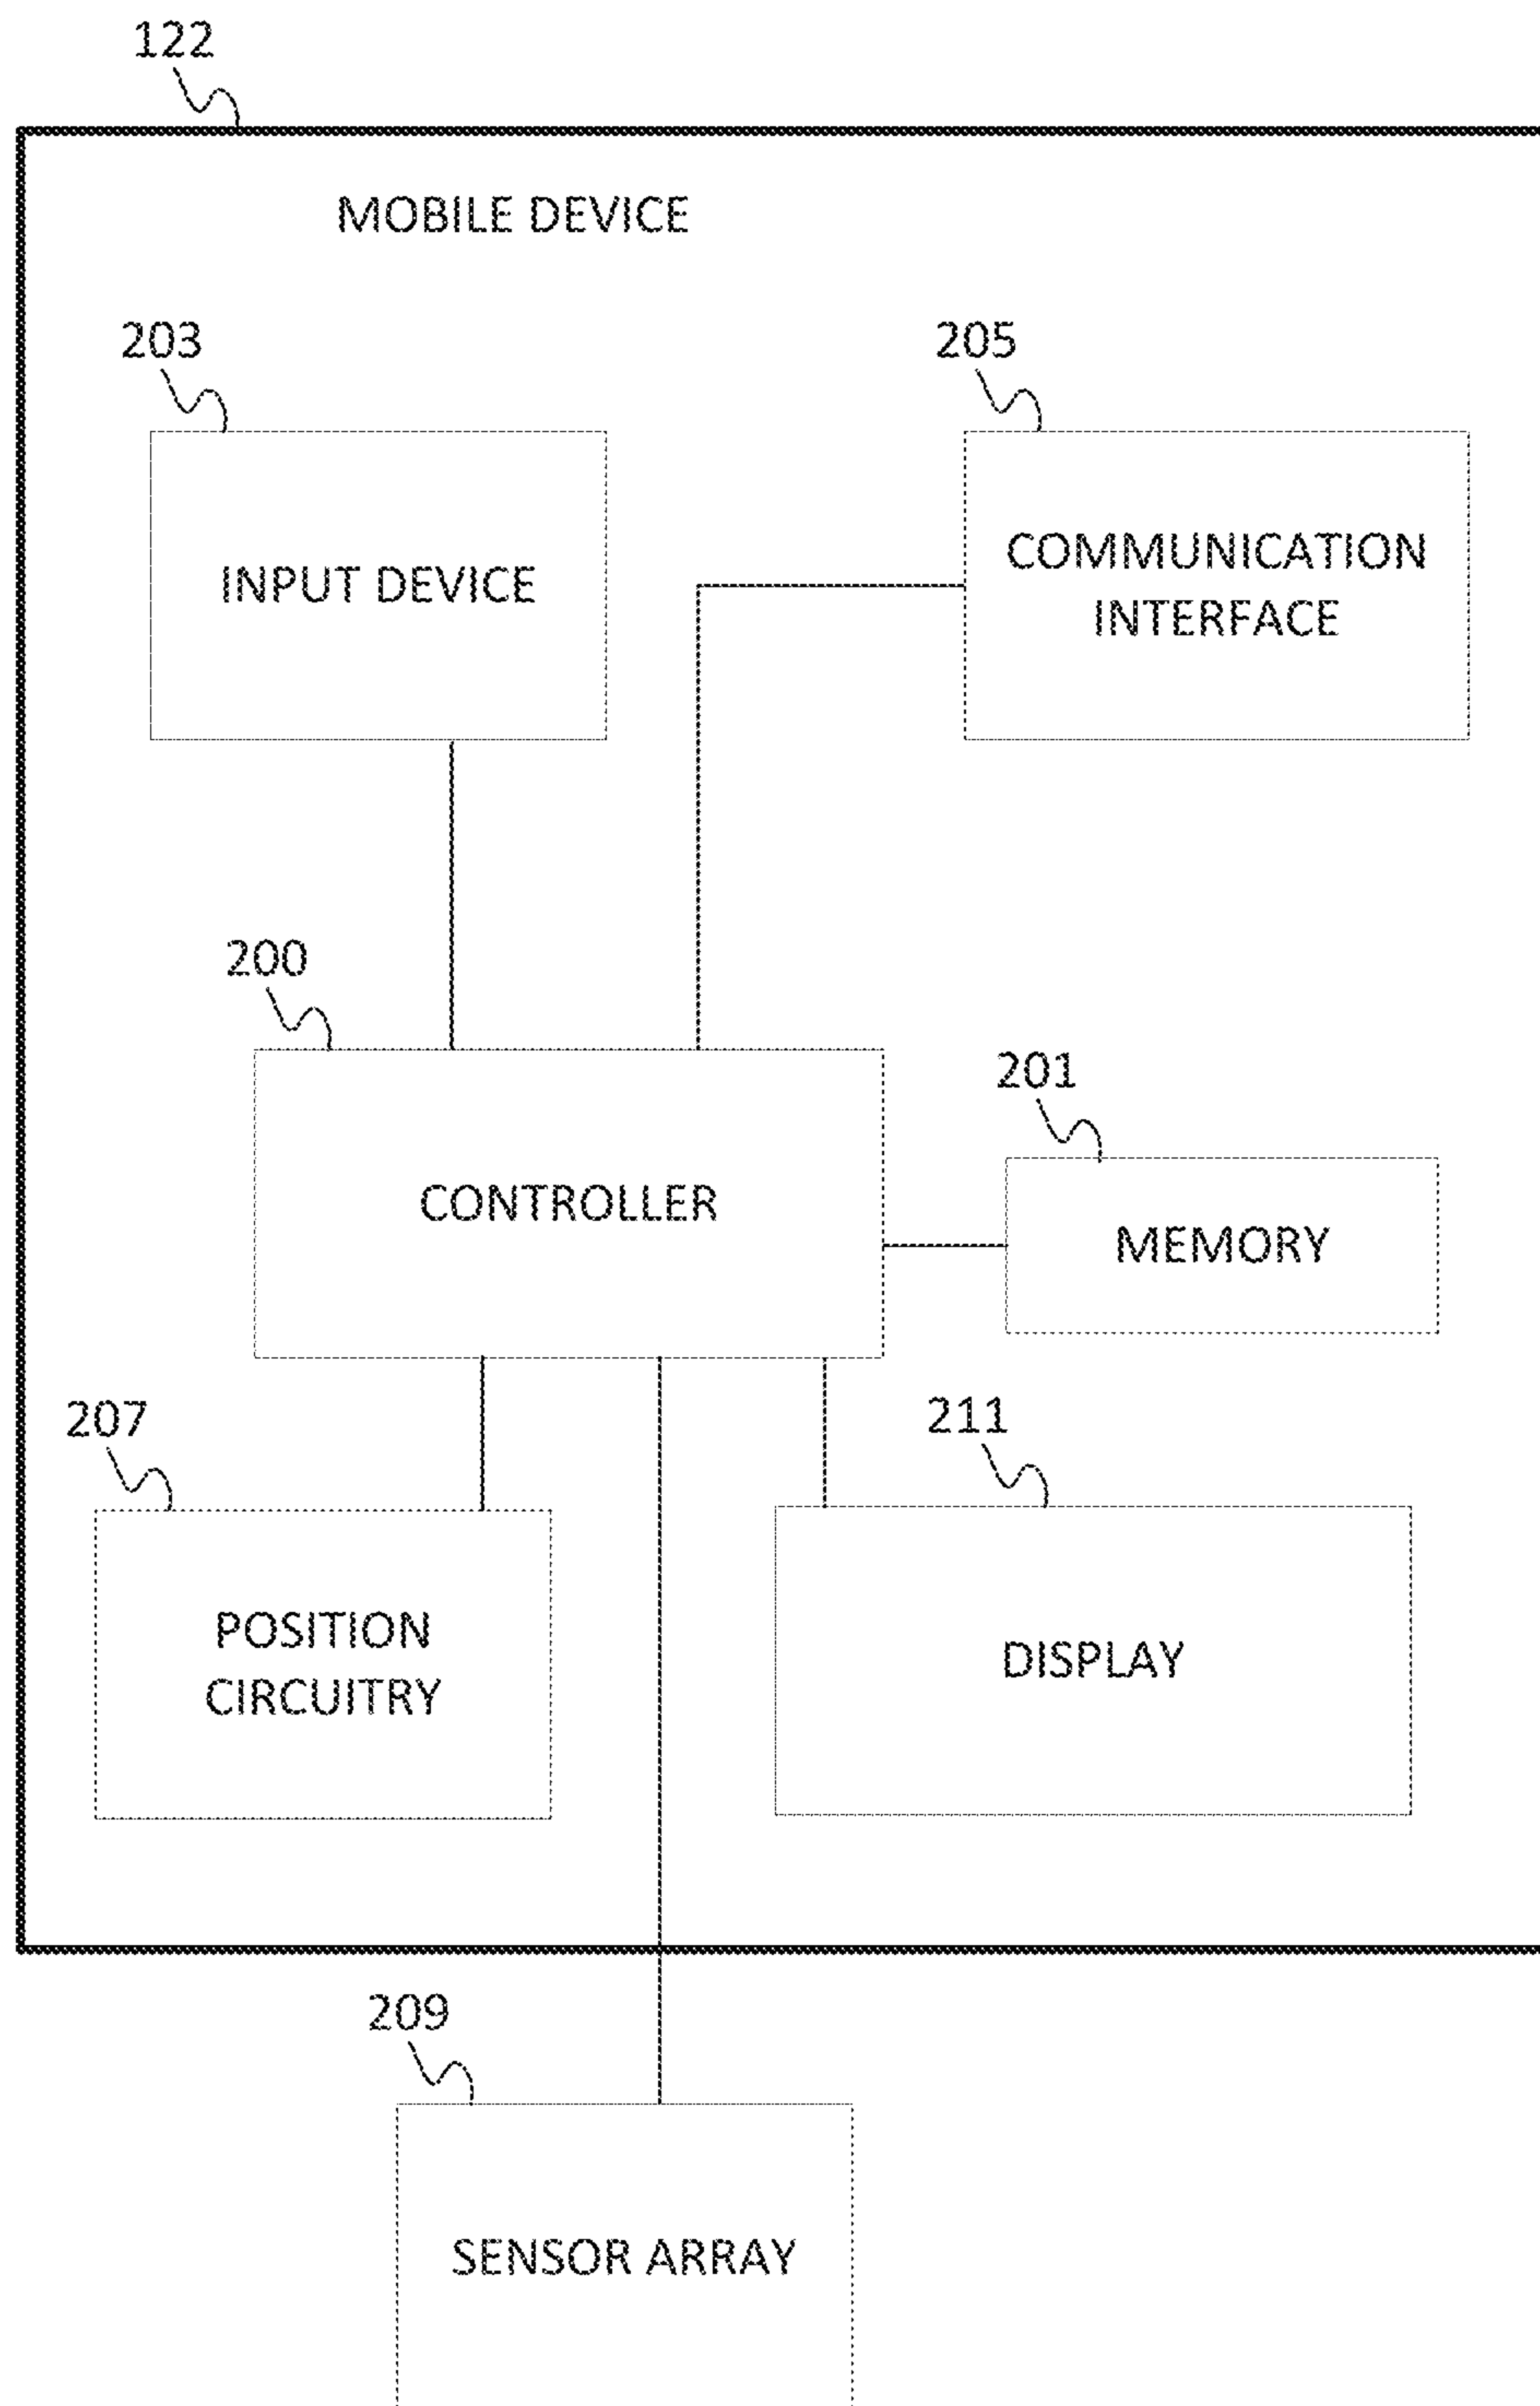 122
MOBILE DEVICE
203
205
INPUT DEVICE
COMMUNICATION
INTERFACE
200
201
CONTROLLER
MEMORY
207
211
POSITION
CIRCUITRY
DISPLAY
209
SENSOR ARRAY